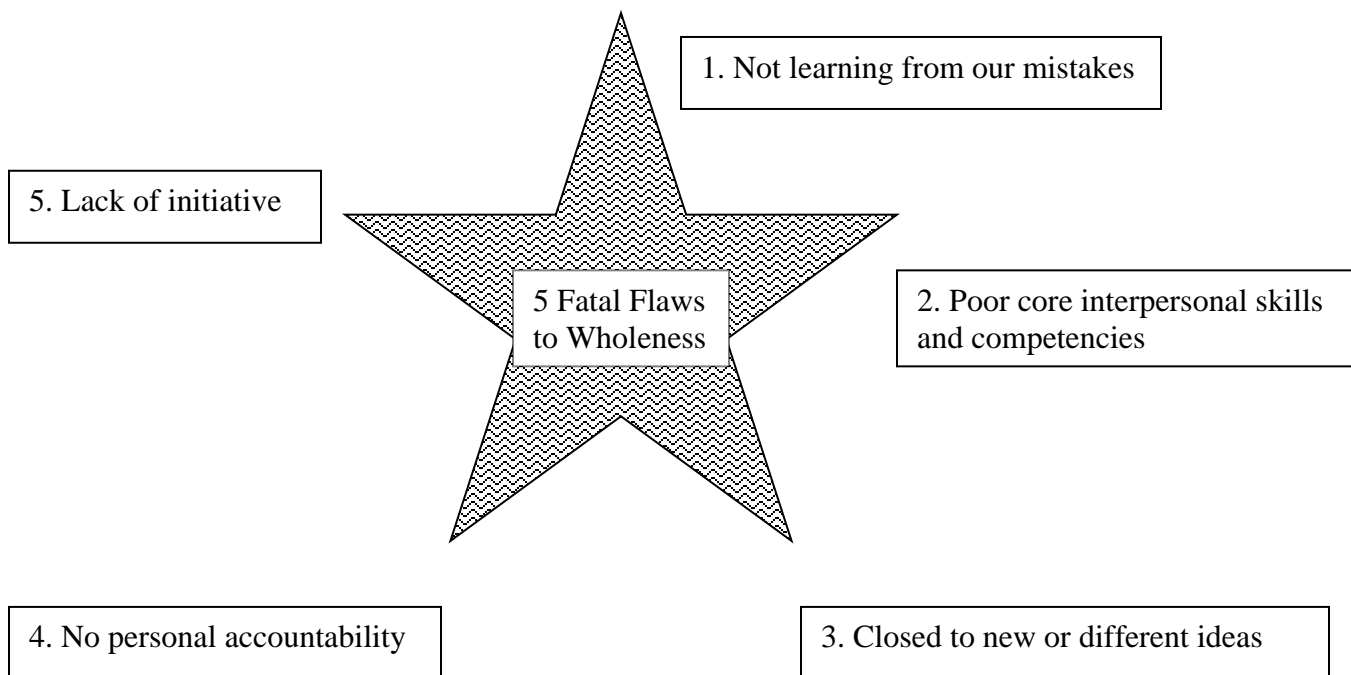 1. Not learning from our mistakes
5. Lack of initiative
5 Fatal Flaws
to Wholeness
2. Poor core interpersonal skills
and competencies
4. No personal accountability
3. Closed to new or different ideas